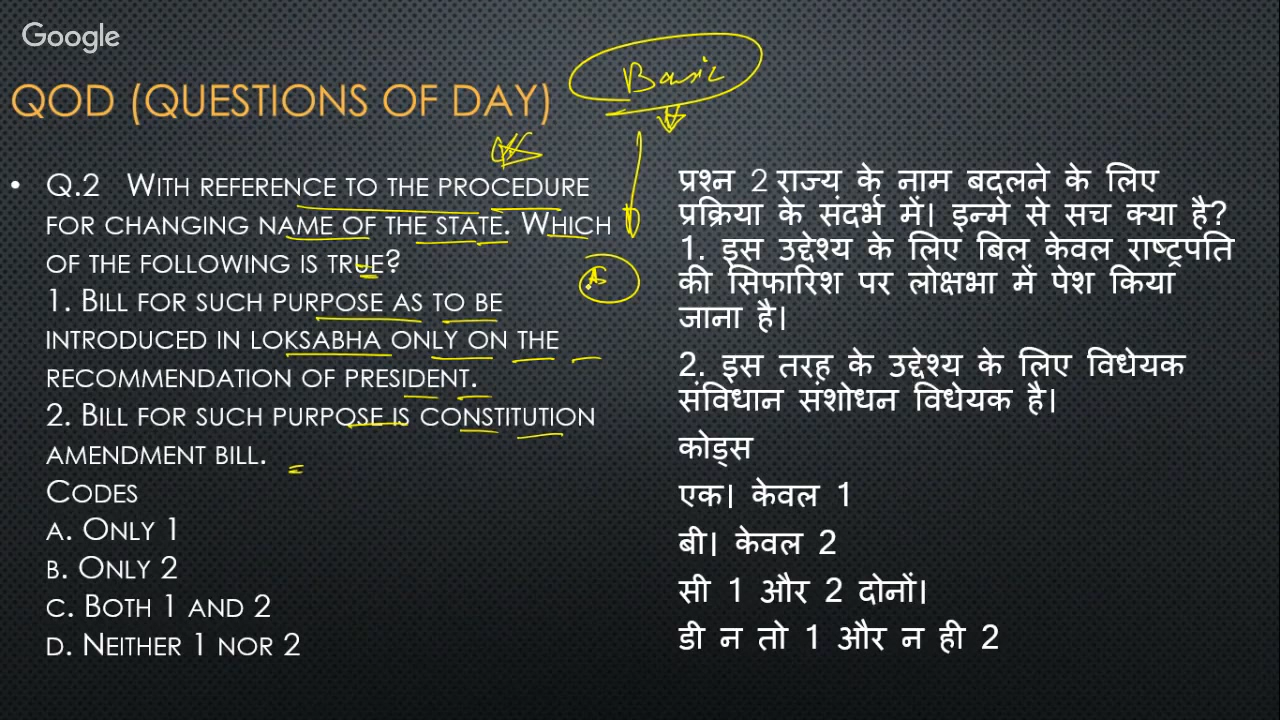 Google
Basic
QOD (QUESTIONS OF DAY)
• Q.2 WITH REFERENCE TO THE PROCEDURE
FOR CHANGING NAME OF THE STATE. WHICH
OF THE FOLLOWING IS TRUE?
1. BILL FOR SUCH PURPOSE AS TO BE
INTRODUCED IN LOKSABHA ONLY ON THE
RECOMMENDATION OF PRESIDENT.
2. BILL FOR SUCH PURPOSE IS CONSTITUTION
AMENDMENT BILL.
CODES
A. ONLY 1
B. ONLY 2
C. BOTH 1 AND 2
D. NEITHER 1 NOR 2
प्रश्न 2 राज्य के नाम बदलने के लिए
प्रक्रिया के संदर्भ में। इन्मे से सच क्या है?
1. इस उद्देश्य के लिए बिल केवल राष्ट्रपति
की सिफारिश पर लोक्षभा में पेश किया
जाना है।
2. इस तरह के उद्देश्य के लिए विधेयक
संविधान संशोधन विधेयक है।
कोड्स
एक। केवल 1
बी। केवल 2
सी 1 और 2 दोनों।
डी न तो 1 और न ही 2